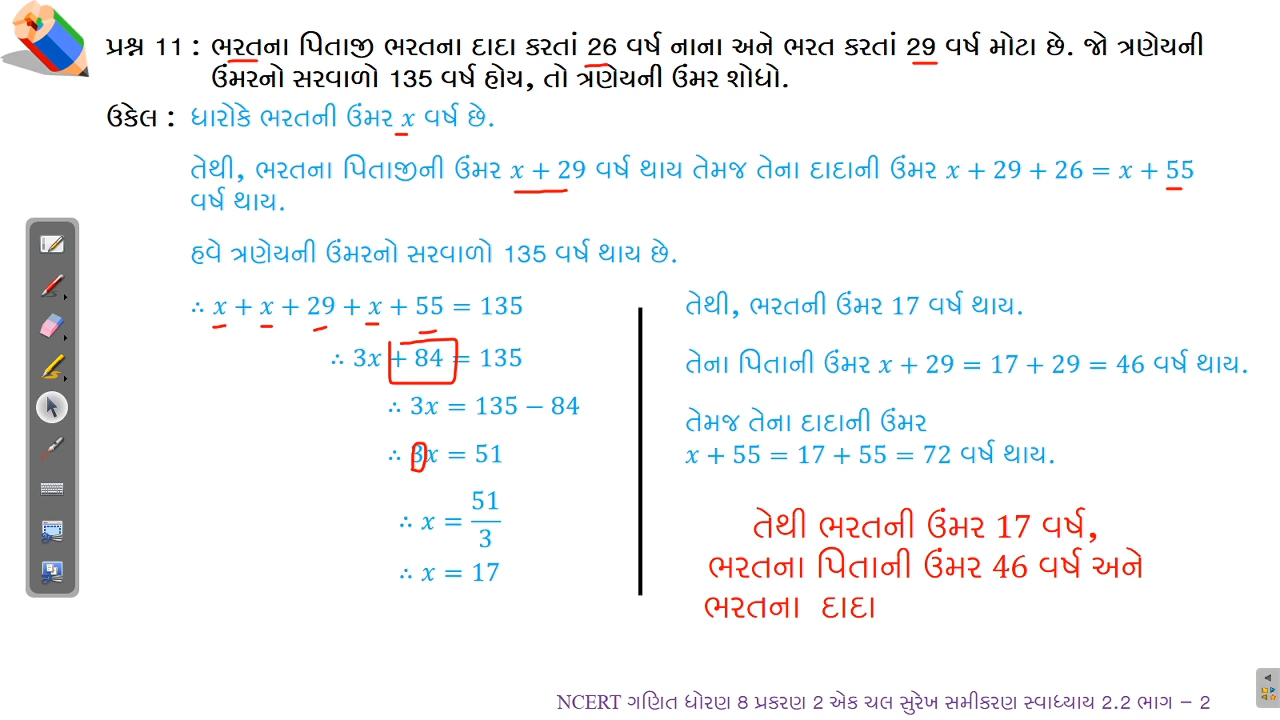 પ્રશ્ન 11 : ભરતના પિતાજી ભરતના દાદા કરતાં 26 વર્ષ નાના અને ભરત કરતાં 29 વર્ષ મોટા છે. જો ત્રણેયની
ઉંમરનો સરવાળો 135 વર્ષ હોય, તો ત્રણેયની ઉંમર શોધો.
ઉકેલ : ધારોકે ભરતની ઉંમર x વર્ષ છે.
તેથી, ભરતના પિતાજીની ઉંમર x + 29 વર્ષ થાય તેમજ તેના દાદાની ઉંમર x + 29 + 26 = x + 55
વર્ષ થાય.
હવે ત્રણેયની ઉંમરનો સરવાળો 135 વર્ષ થાય છે.
∴ x + x + 29 + x + 55 = 135
∴ 3x + 84 = 135
∴ 3x = 135 − 84
∴ 3x = 51
∴ x = 51/3
∴ x = 17
તેથી, ભરતની ઉંમર 17 વર્ષ થાય.
તેના પિતાની ઉંમર x + 29 = 17 + 29 = 46 વર્ષ થાય.
તેમજ તેના દાદાની ઉંમર
x + 55 = 17 + 55 = 72 વર્ષ થાય.
તેથી ભરતની ઉંમર 17 વર્ષ,
ભરતના પિતાની ઉંમર 46 વર્ષ અને
ભરતના દાદા
NCERT ગણિત ધોરણ 8 પ્રકરણ 2 એક ચલ સુરેખ સમીકરણ સ્વાધ્યાય 2.2 ભાગ – 2